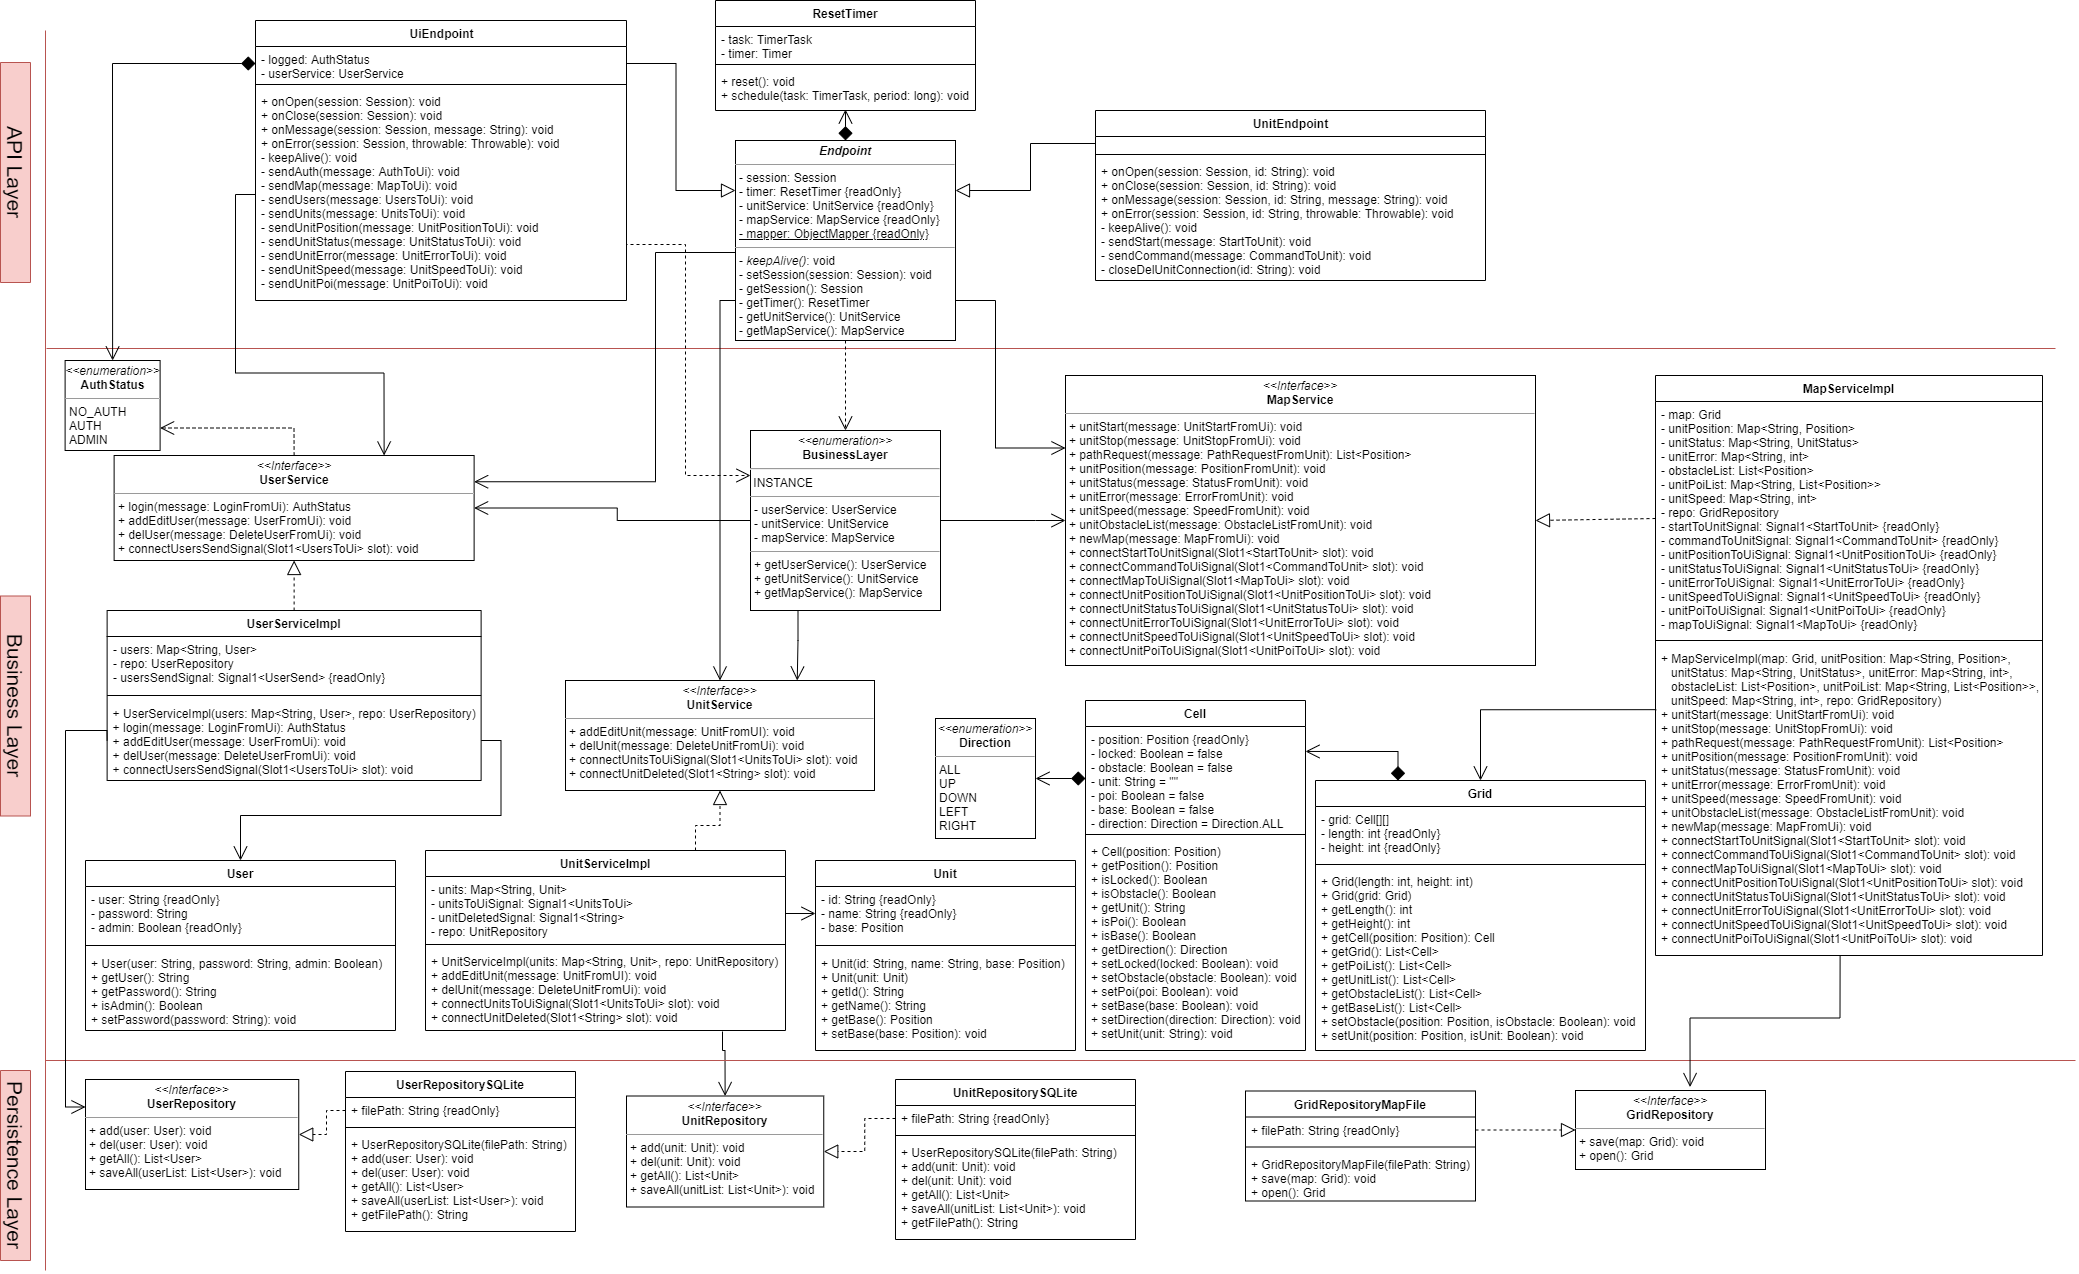 API Layer
UiEndpoint
- logged: AuthStatus
- userService: UserService
+ onOpen(session: Session): void
+ onClose(session: Session): void
+ onMessage(session: Session, message: String): void
+ onError(session: Session, throwable: Throwable): void
- keepAlive(): void
- sendAuth(message: AuthToUi): void
- sendMap(message: MapToUi): void
- sendUsers(message: UsersToUi): void
- sendUnits(message: UnitsToUi): void
- sendUnitPosition(message: UnitPositionToUi): void
- sendUnitStatus(message: UnitStatusToUi): void
- sendUnitError(message: UnitErrorToUi): void
- sendUnitSpeed(message: UnitSpeedToUi): void
- sendUnitPoi(message: UnitPoiToUi): void
ResetTimer
- task: TimerTask
- timer: Timer
+ reset(): void
+ schedule(task: TimerTask, period: long): void
Endpoint
- session: Session
- timer: ResetTimer {readOnly}
- unitService: UnitService {readOnly}
- mapService: MapService {readOnly}
- mapper: ObjectMapper {readOnly}
- keepAlive(): void
- setSession(session: Session): void
- getSession(): Session
- getTimer(): ResetTimer
- getUnitService(): UnitService
- getMapService(): MapService
UnitEndpoint
+ onOpen(session: Session, id: String): void
+ onClose(session: Session, id: String): void
+ onMessage(session: Session, id: String, message: String): void
+ onError(session: Session, id: String, throwable: Throwable): void
- keepAlive(): void
- sendStart(message: StartToUnit): void
- sendCommand(message: CommandToUnit): void
- closeDelUnitConnection(id: String): void
Business Layer
<<enumeration>>
AuthStatus
NO_AUTH
AUTH
ADMIN
<<Interface>>
UserService
+ login(message: LoginFromUi): AuthStatus
+ addEditUser(message: UserFromUi): void
+ delUser(message: DeleteUserFromUi): void
+ connectUsersSendSignal(Slot1<UsersToUi> slot): void
<<enumeration>>
BusinessLayer
INSTANCE
- userService: UserService
- unitService: UnitService
- mapService: MapService
+ getUserService(): UserService
+ getUnitService(): UnitService
+ getMapService(): MapService
<<Interface>>
MapService
+ unitStart(message: UnitStartFromUi): void
+ unitStop(message: UnitStopFromUi): void
+ pathRequest(message: PathRequestFromUnit): List<Position>
+ unitPosition(message: PositionFromUnit): void
+ unitStatus(message: StatusFromUnit): void
+ unitError(message: ErrorFromUnit): void
+ unitSpeed(message: SpeedFromUnit): void
+ unitObstacleList(message: ObstacleListFromUnit): void
+ newMap(message: MapFromUi): void
+ connectStartToUnitSignal(Slot1<StartToUnit> slot): void
+ connectCommandToUiSignal(Slot1<CommandToUnit> slot): void
+ connectMapToUiSignal(Slot1<MapToUi> slot): void
+ connectUnitPositionToUiSignal(Slot1<UnitPositionToUi> slot): void
+ connectUnitStatusToUiSignal(Slot1<UnitStatusToUi> slot): void
+ connectUnitErrorToUiSignal(Slot1<UnitErrorToUi> slot): void
+ connectUnitSpeedToUiSignal(Slot1<UnitSpeedToUi> slot): void
+ connectUnitPoiToUiSignal(Slot1<UnitPoiToUi> slot): void
MapServiceImpl
- map: Grid
- unitPosition: Map<String, Position>
- unitStatus: Map<String, UnitStatus>
- unitError: Map<String, int>
- obstacleList: List<Position>
- unitPoiList: Map<String, List<Position>>
- unitSpeed: Map<String, int>
- repo: GridRepository
- startToUnitSignal: Signal1<StartToUnit> {readOnly}
- commandToUnitSignal: Signal1<CommandToUnit> {readOnly}
- unitPositionToUiSignal: Signal1<UnitPositionToUi> {readOnly}
- unitStatusToUiSignal: Signal1<UnitStatusToUi> {readOnly}
- unitErrorToUiSignal: Signal1<UnitErrorToUi> {readOnly}
- unitSpeedToUiSignal: Signal1<UnitSpeedToUi> {readOnly}
- unitPoiToUiSignal: Signal1<UnitPoiToUi> {readOnly}
- mapToUiSignal: Signal1<MapToUi> {readOnly}
+ MapServiceImpl(map: Grid, unitPosition: Map<String, Position>,
unitStatus: Map<String, UnitStatus>, unitError: Map<String, int>,
obstacleList: List<Position>, unitPoiList: Map<String, List<Position>>,
unitSpeed: Map<String, int>, repo: GridRepository)
+ unitStart(message: UnitStartFromUi): void
+ unitStop(message: UnitStopFromUi): void
+ pathRequest(message: PathRequestFromUnit): List<Position>
+ unitPosition(message: PositionFromUnit): void
+ unitStatus(message: StatusFromUnit): void
+ unitError(message: ErrorFromUnit): void
+ unitSpeed(message: SpeedFromUnit): void
+ unitObstacleList(message: ObstacleListFromUnit): void
+ newMap(message: MapFromUi): void
+ connectStartToUnitSignal(Slot1<StartToUnit> slot): void
+ connectCommandToUiSignal(Slot1<CommandToUnit> slot): void
+ connectMapToUiSignal(Slot1<MapToUi> slot): void
+ connectUnitPositionToUiSignal(Slot1<UnitPositionToUi> slot): void
+ connectUnitStatusToUiSignal(Slot1<UnitStatusToUi> slot): void
+ connectUnitErrorToUiSignal(Slot1<UnitErrorToUi> slot): void
+ connectUnitSpeedToUiSignal(Slot1<UnitSpeedToUi> slot): void
+ connectUnitPoiToUiSignal(Slot1<UnitPoiToUi> slot): void
UserServiceImpl
- users: Map<String, User>
- repo: UserRepository
- usersSendSignal: Signal1<UserSend> {readOnly}
+ UserServiceImpl(users: Map<String, User>, repo: UserRepository)
+ login(message: LoginFromUi): AuthStatus
+ addEditUser(message: UserFromUi): void
+ delUser(message: DeleteUserFromUi): void
+ connectUsersSendSignal(Slot1<UsersToUi> slot): void
<<Interface>>
UnitService
+ addEditUnit(message: UnitFromUI): void
+ delUnit(message: DeleteUnitFromUi): void
+ connectUnitsToUiSignal(Slot1<UnitsToUi> slot): void
+ connectUnitDeleted(Slot1<String> slot): void
<<enumeration>>
Direction
ALL
UP
DOWN
LEFT
RIGHT
Cell
- position: Position {readOnly}
- locked: Boolean = false
- obstacle: Boolean = false
- unit: String = ""
- poi: Boolean = false
- base: Boolean = false
- direction: Direction = Direction.ALL
+ Cell(position: Position)
+ getPosition(): Position
+ isLocked(): Boolean
+ isObstacle(): Boolean
+ getUnit(): String
+ isPoi(): Boolean
+ isBase(): Boolean
+ getDirection(): Direction
+ setLocked(locked: Boolean): void
+ setObstacle(obstacle: Boolean): void
+ setPoi(poi: Boolean): void
+ setBase(base: Boolean): void
+ setDirection(direction: Direction): void
+ setUnit(unit: String): void
Grid
- grid: Cell[][]
- length: int {readOnly}
- height: int {readOnly}
+ Grid(length: int, height: int)
+ Grid(grid: Grid)
+ getLength(): int
+ getHeight(): int
+ getCell(position: Position): Cell
+ getGrid(): List<Cell>
+ getPoiList(): List<Cell>
+ getUnitList(): List<Cell>
+ getObstacleList(): List<Cell>
+ getBaseList(): List<Cell>
+ setObstacle(position: Position, isObstacle: Boolean): void
+ setUnit(position: Position, isUnit: Boolean): void
User
- user: String {readOnly}
- password: String
- admin: Boolean {readOnly}
+ User(user: String, password: String, admin: Boolean)
+ getUser(): String
+ getPassword(): String
+ isAdmin(): Boolean
+ setPassword(password: String): void
UnitServiceImpl
- units: Map<String, Unit>
- unitsToUiSignal: Signal1<UnitsToUi>
- unitDeletedSignal: Signal1<String>
- repo: UnitRepository
+ UnitServiceImpl(units: Map<String, Unit>, repo: UnitRepository)
+ addEditUnit(message: UnitFromUI): void
+ delUnit(message: DeleteUnitFromUi): void
+ connectUnitsToUiSignal(Slot1<UnitsToUi> slot): void
+ connectUnitDeleted(Slot1<String> slot): void
Unit
- id: String {readOnly}
- name: String {readOnly}
- base: Position
+ Unit(id: String, name: String, base: Position)
+ Unit(unit: Unit)
+ getId(): String
+ getName(): String
+ getBase(): Position
+ setBase(base: Position): void
Persistence Layer
<<Interface>>
UserRepository
+ add(user: User): void
+ del(user: User): void
+ getAll(): List<User>
+ saveAll(userList: List<User>): void
UserRepositorySQLite
+ filePath: String {readOnly}
+ UserRepositorySQLite(filePath: String)
+ add(user: User): void
+ del(user: User): void
+ getAll(): List<User>
+ saveAll(userList: List<User>): void
+ getFilePath(): String
<<Interface>>
UnitRepository
+ add(unit: Unit): void
+ del(unit: Unit): void
+ getAll(): List<Unit>
+ saveAll(unitList: List<Unit>): void
UnitRepositorySQLite
+ filePath: String {readOnly}
+ UserRepositorySQLite(filePath: String)
+ add(unit: Unit): void
+ del(unit: Unit): void
+ getAll(): List<Unit>
+ saveAll(unitList: List<Unit>): void
+ getFilePath(): String
GridRepositoryMapFile
+ filePath: String {readOnly}
+ GridRepositoryMapFile(filePath: String)
+ save(map: Grid): void
+ open(): Grid
<<Interface>>
GridRepository
+ save(map: Grid): void
+ open(): Grid